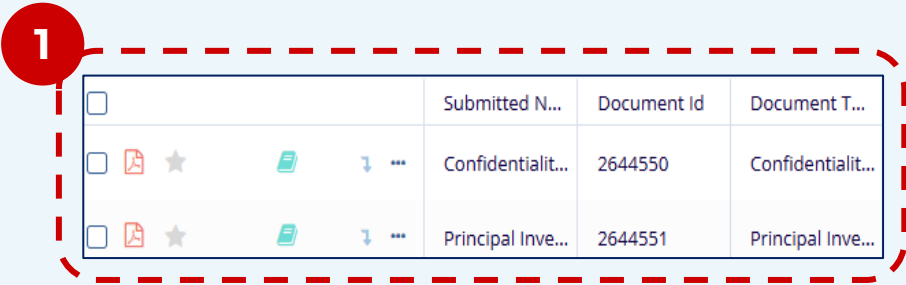 1
Submitted N... Document Id Document T...
Confidentialit... 2644550 Confidentialit...
Principal Inve... 2644551 Principal Inve...